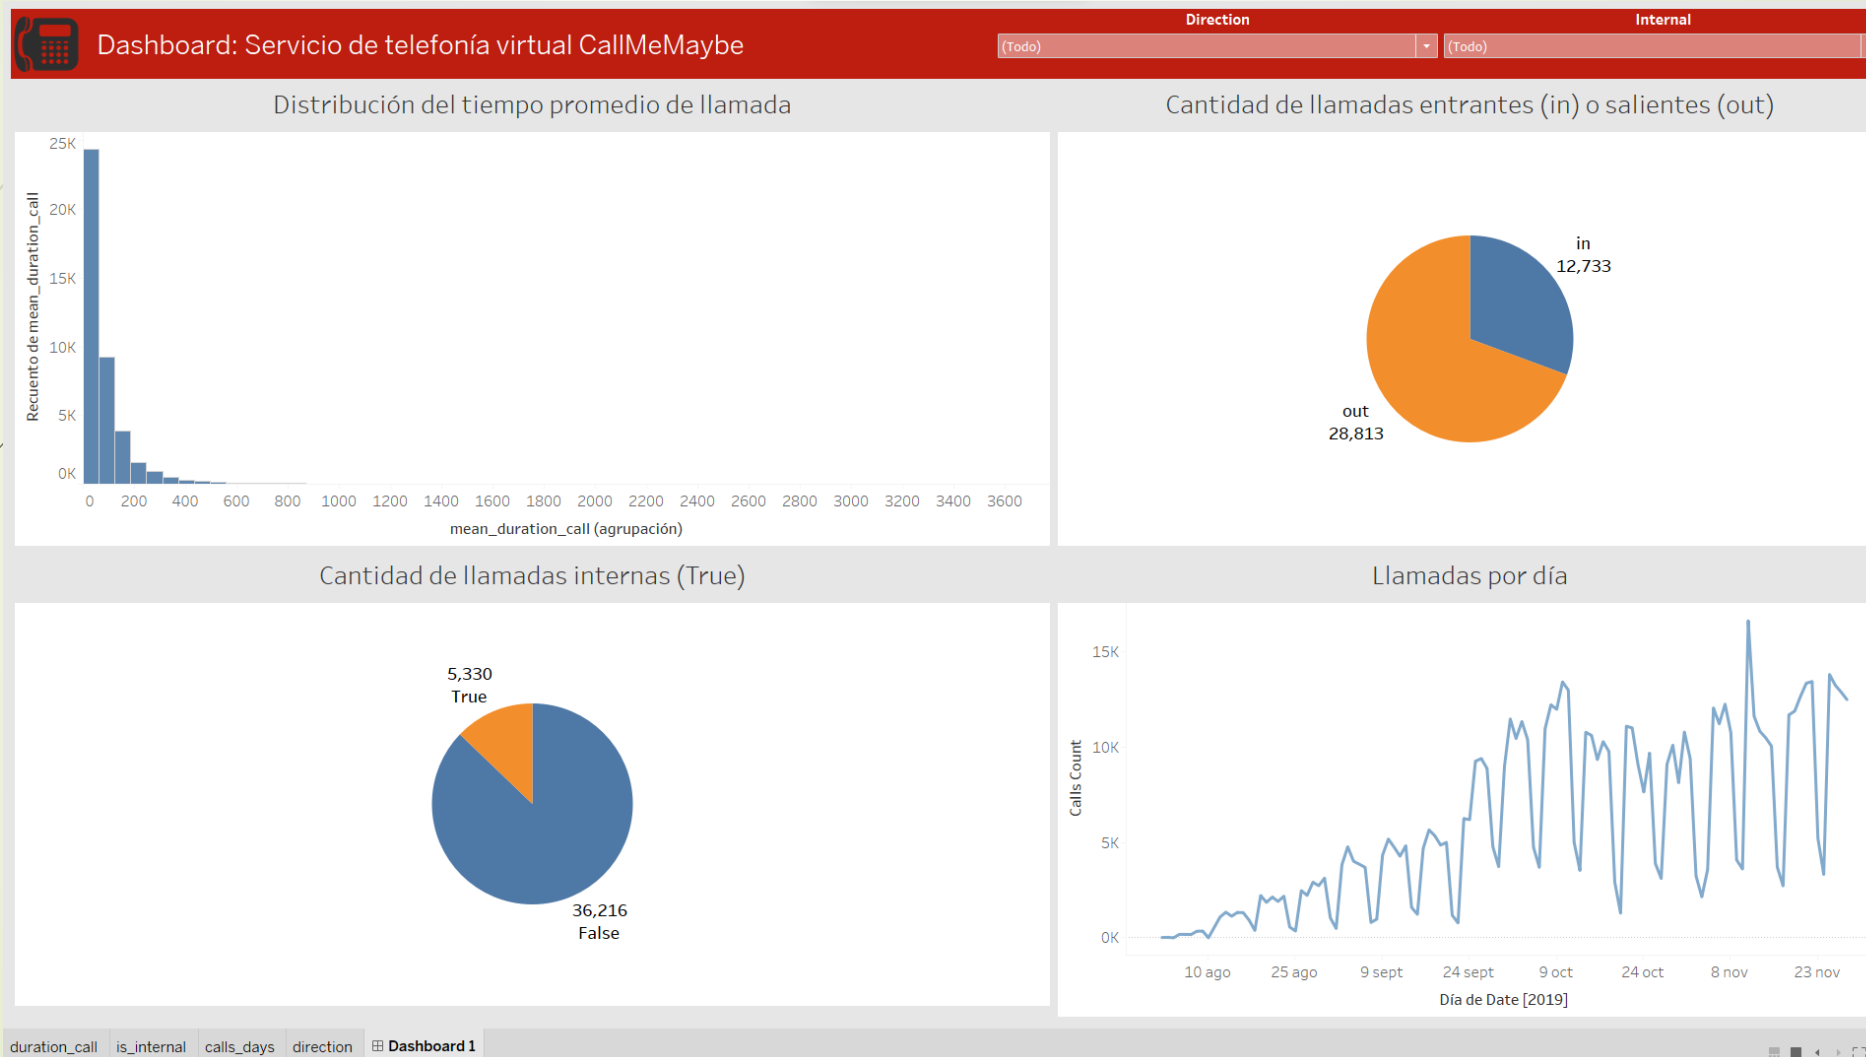 Dashboard: Servicio de telefonía virtual CallMeMaybe
Direction
(Todo)
Internal
(Todo)
Distribución del tiempo promedio de llamada
25K
20K
15K
10K
5K
0K
Recuento de mean_duration_call
0 200 400 600 800 1000 1200 1400 1600 1800 2000 2200 2400 2600 2800 3000 3200 3400 3600
mean_duration_call (agrupación)
Cantidad de llamadas entrantes (in) o salientes (out)
in
12,733
out
28,813
Cantidad de llamadas internas (True)
5,330
True
36,216
False
Llamadas por día
15K
10K
5K
0K
Calls Count
10 ago 25 ago 9 sept 24 sept 9 oct 24 oct 8 nov 23 nov
Día de Date [2019]
duration_call is_internal calls_days direction Dashboard 1